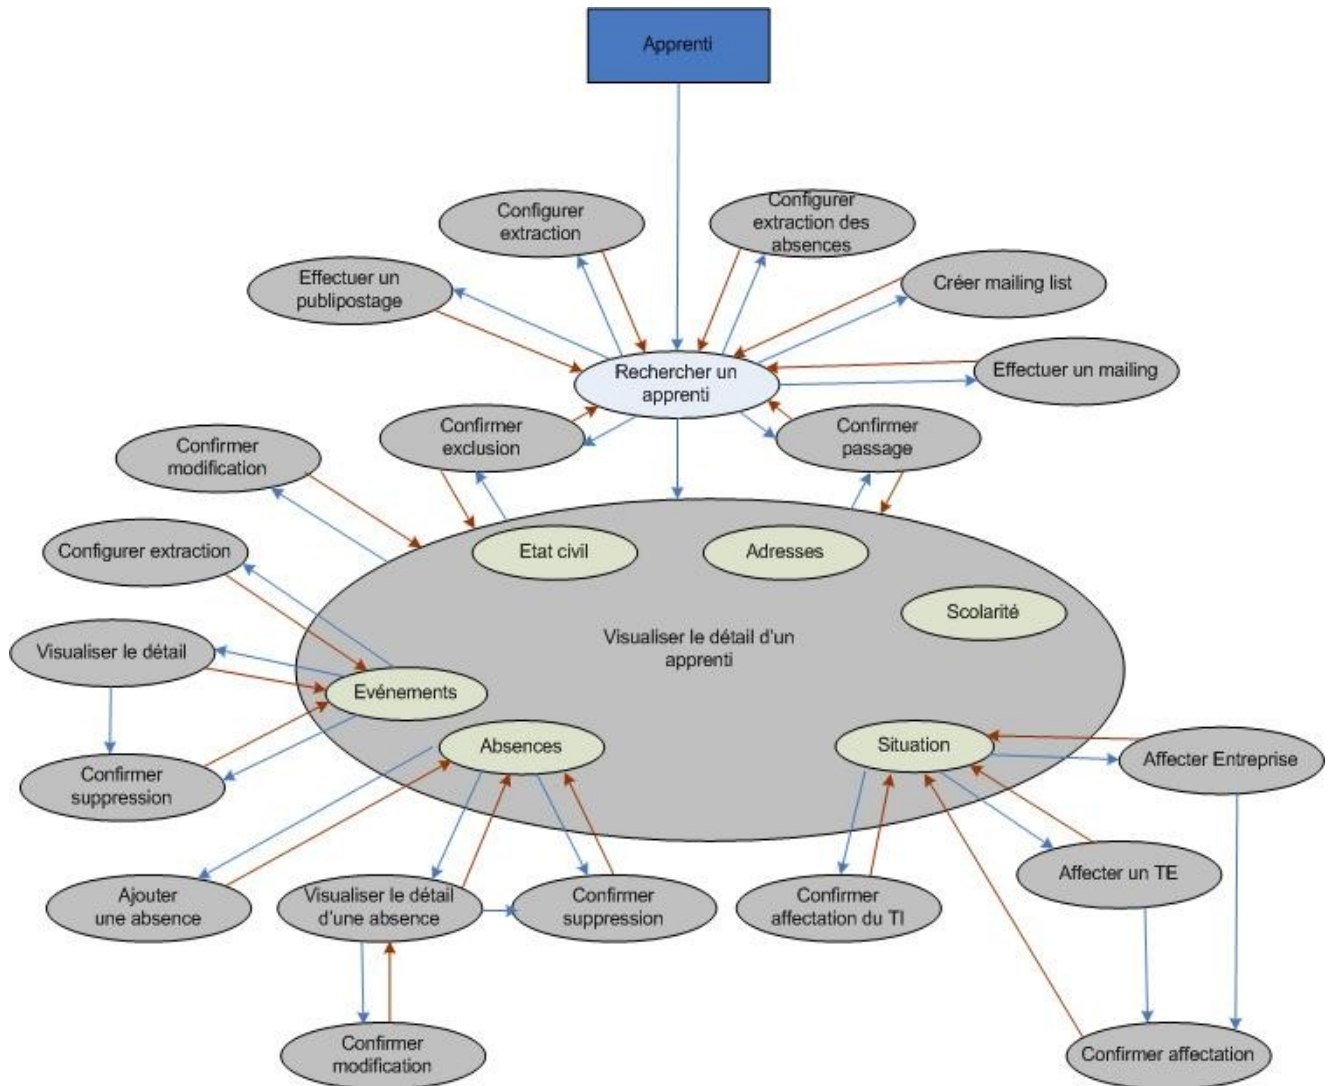 Apprenti
Configurer
extraction
Configurer
extraction des
absences
Effectuer un
publipostage
Créer mailing list
Rechercher un
apprenti
Effectuer un mailing
Confirmer
exclusion
Confirmer
passage
Confirmer
modification
Configurer extraction
Etat civil
Adresses
Scolarité
Visualiser le détail d'un
apprenti
Visualiser le détail
Evénements
Absences
Situation
Affecter Entreprise
Confirmer
suppression
Ajouter
une absence
Visualiser le détail
d'une absence
Confirmer
suppression
Confirmer
affectation du TI
Affecter un TE
Confirmer
modification
Confirmer affectation